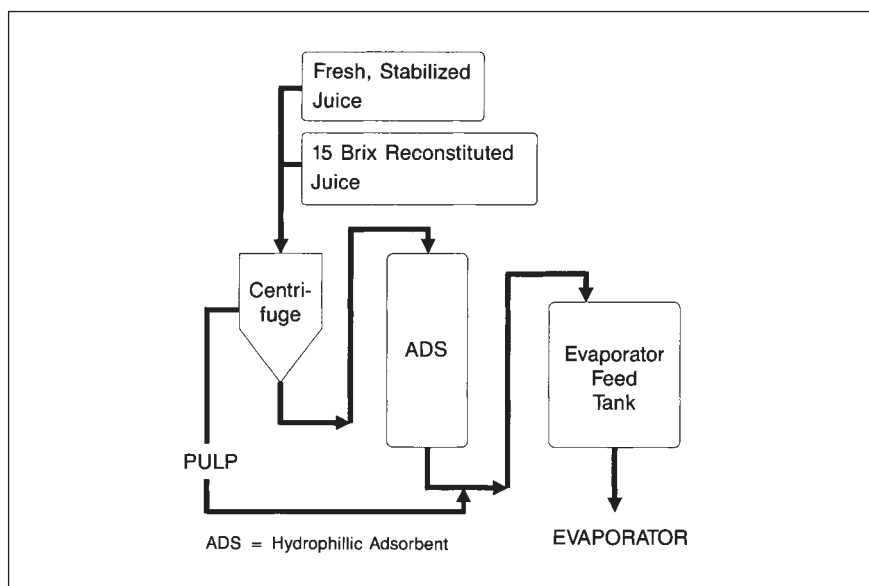 Fresh, Stabilized
Juice
15 Brix Reconstituted
Juice
Centri-
fuge
ADS
Evaporator
Feed
Tank
PULP
ADS = Hydrophillic Adsorbent
EVAPORATOR